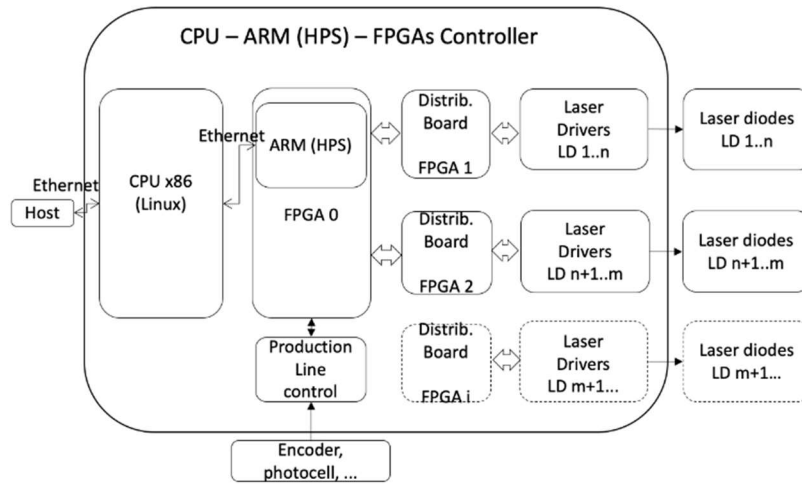 CPU – ARM (HPS) – FPGAs Controller
Ethernet
Host
CPU x86
(Linux)
Ethernet
ARM (HPS)
FPGA 0
Production
Line
control
Encoder,
photocell, ...
Distrib.
Board
FPGA 1
Laser
Drivers
LD 1..n
Laser diodes
LD 1..n
Distrib.
Board
FPGA 2
Laser
Drivers
LD n+1..m
Laser diodes
LD n+1..m
Distrib.
Board
FPGA i
Laser
Drivers
LD m+1...
Laser diodes
LD m+1...